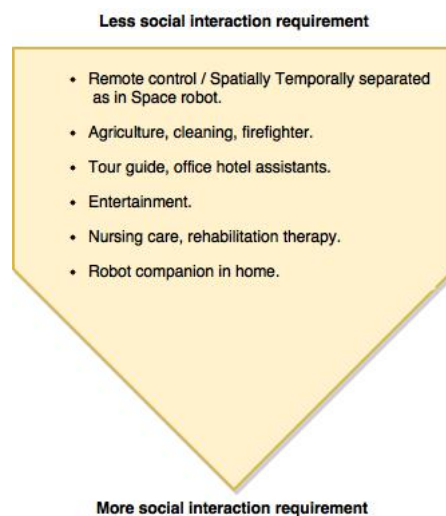 Less social interaction requirement
• Remote control / Spatially Temporally separated
as in Space robot.
• Agriculture, cleaning, firefighter.
• Tour guide, office hotel assistants.
• Entertainment.
• Nursing care, rehabilitation therapy.
• Robot companion in home.
More social interaction requirement